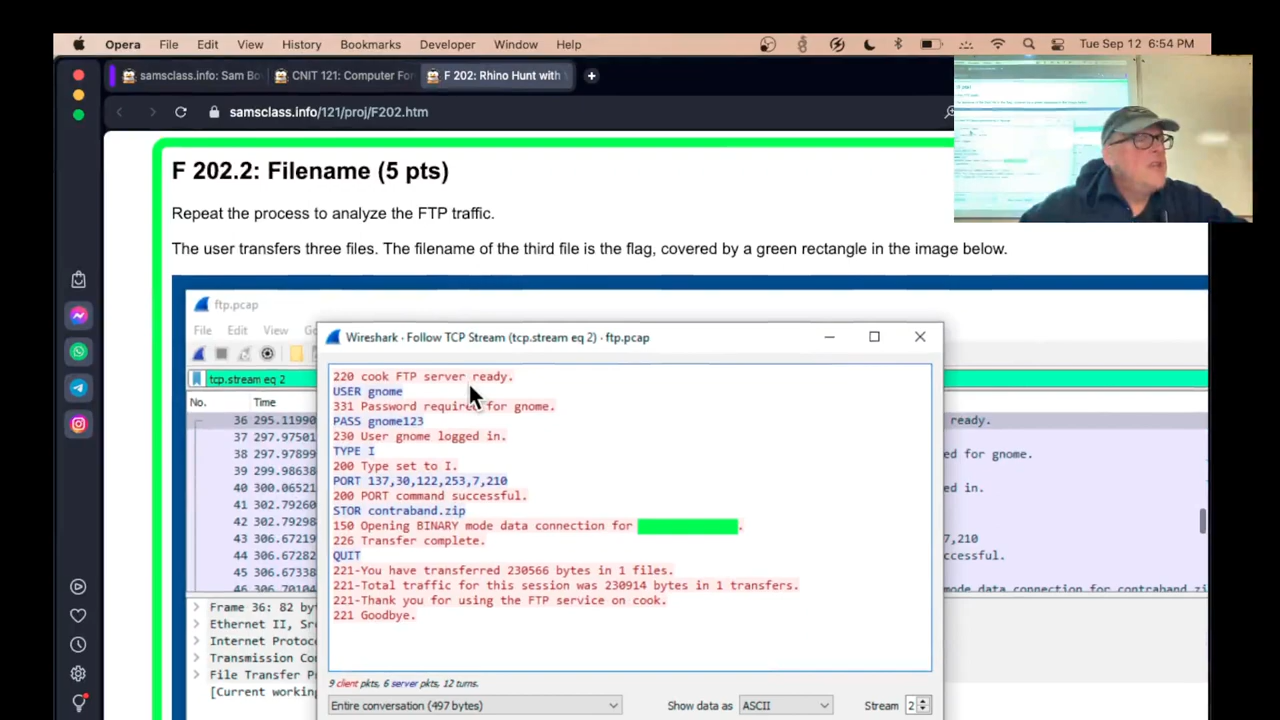 Opera File Edit View History Bookmarks Developer Window Help Tue Sep 12 6:54 PM
samsclass.info: Sam Bo CNIT 121: Computer For F 202: Rhino Hunt with
samsclass.info/121/proj/F202.htm
F 202.2: Filename (5 pts)
Repeat the process to analyze the FTP traffic.
The user transfers three files. The filename of the third file is the flag, covered by a green rectangle in the image below.
ftp.pcap
File Edit View G
Wireshark · Follow TCP Stream (tcp.stream eq 2) · ftp.pcap
tcp.stream eq 2
No. Time
36 295.11990
37 297.97501
38 297.97899
39 299.98638
40 300.06521
41 302.79260
42 302.79298
43 306.67219
44 306.67282
45 306.67338
46 306.70104
220 cook FTP server ready.
USER gnome
331 Password required for gnome.
PASS gnome123
230 User gnome logged in.
TYPE I
200 Type set to I.
PORT 137,30,122,253,7,210
200 PORT command successful.
STOR contraband.zip
150 Opening BINARY mode data connection for .
226 Transfer complete.
QUIT
221-You have transferred 230566 bytes in 1 files.
221-Total traffic for this session was 230914 bytes in 1 transfers.
221-Thank you for using the FTP service on cook.
221 Goodbye.
ready.
ed for gnome.
ed in.
7,210
ccessful.
mode data connection for contraband.zi
Frame 36: 82 by
Ethernet II, Sr
Internet Protoc
Transmission Co
File Transfer P
[Current workin
9 client pkts, 6 server pkts, 12 turns.
Entire conversation (497 bytes) Show data as ASCII Stream 2